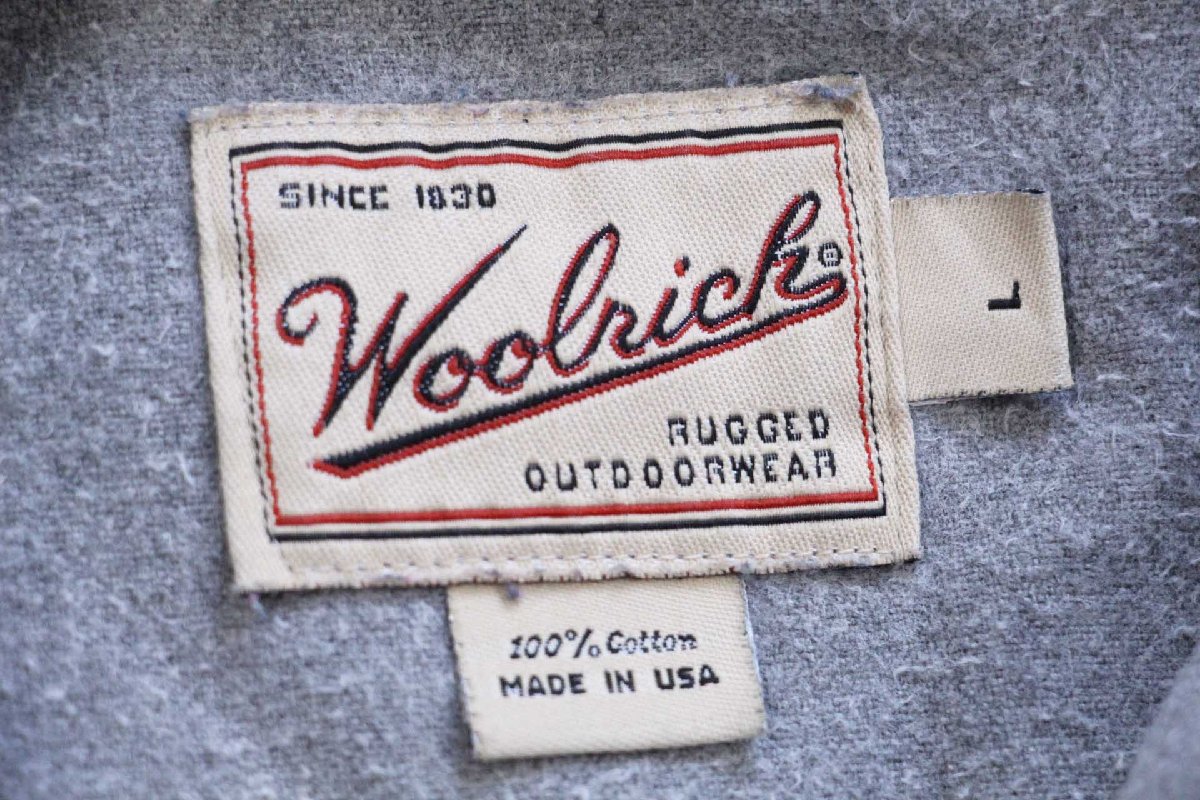 SINCE 1830
Woolrich®
RUGGED
OUTDOORWEAR
L
100% Cotton
MADE IN USA